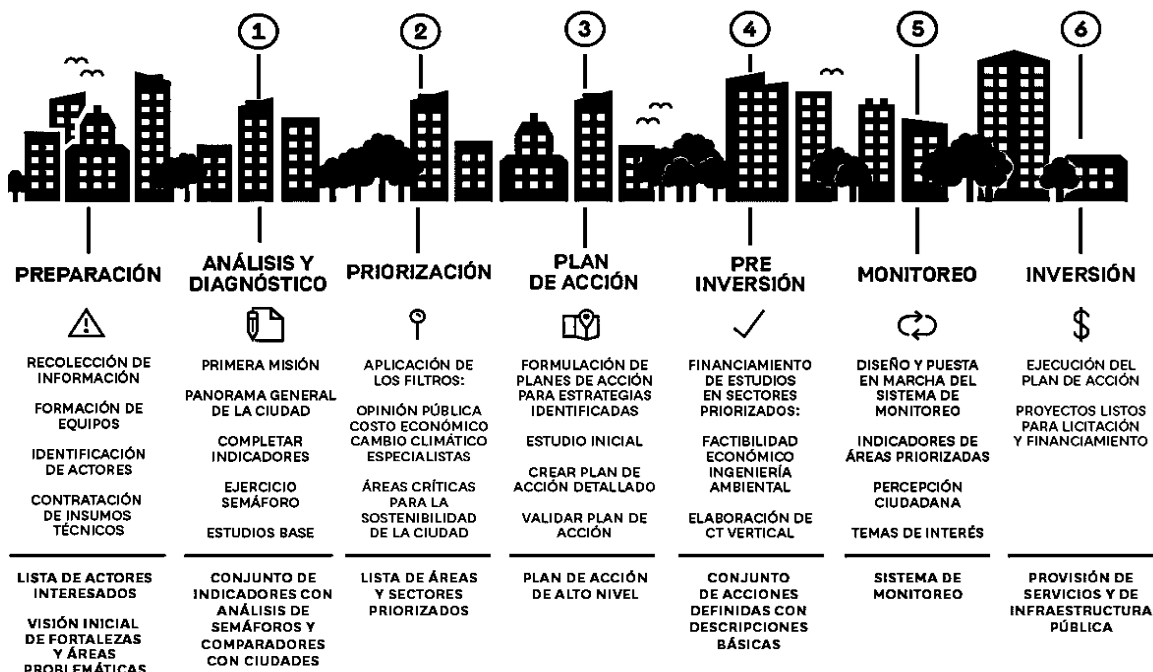 1
2
3
4
5
6
PREPARACIÓN
RECOLECCIÓN DE
INFORMACIÓN
FORMACIÓN DE
EQUIPOS
IDENTIFICACIÓN
DE ACTORES
CONTRATACIÓN
DE INSUMOS
TÉCNICOS
LISTA DE ACTORES
INTERESADOS
VISIÓN INICIAL
DE FORTALEZAS
Y ÁREAS
PROBLEMÁTICAS
ANÁLISIS Y
DIAGNÓSTICO
PRIMERA MISIÓN
PANORAMA GENERAL
DE LA CIUDAD
COMPLETAR
INDICADORES
EJERCICIO
SEMÁFORO
ESTUDIOS BASE
CONJUNTO DE
INDICADORES CON
ANÁLISIS DE
SEMÁFOROS Y
COMPARADORES
CON CIUDADES
PRIORIZACIÓN
APLICACIÓN DE
LOS FILTROS:
OPINIÓN PÚBLICA
COSTO ECONÓMICO
CAMBIO CLIMÁTICO
ESPECIALISTAS
ÁREAS CRÍTICAS
PARA LA
SOSTENIBILIDAD
DE LA CIUDAD
LISTA DE ÁREAS
Y SECTORES
PRIORIZADOS
PLAN
DE ACCIÓN
FORMULACIÓN DE
PLANES DE ACCIÓN
PARA ESTRATEGIAS
IDENTIFICADAS
ESTUDIO INICIAL
CREAR PLAN DE
ACCIÓN DETALLADO
VALIDAR PLAN DE
ACCIÓN
PLAN DE ACCIÓN
DE ALTO NIVEL
PRE
INVERSIÓN
FINANCIAMIENTO
DE ESTUDIOS
EN SECTORES
PRIORIZADOS:
FACTIBILIDAD
ECONÓMICO
INGENIERÍA
AMBIENTAL
ELABORACIÓN DE
CT VERTICAL
CONJUNTO
DE ACCIONES
DEFINIDAS CON
DESCRIPCIONES
BÁSICAS
MONITOREO
DISEÑO Y PUESTA
EN MARCHA DEL
SISTEMA DE
MONITOREO
INDICADORES DE
ÁREAS PRIORIZADAS
PERCEPCIÓN
CIUDADANA
TEMAS DE INTERÉS
SISTEMA DE
MONITOREO
INVERSIÓN
$
EJECUCIÓN DEL
PLAN DE ACCIÓN
PROYECTOS LISTOS
PARA LICITACIÓN
Y FINANCIAMIENTO
PROVISIÓN DE
SERVICIOS Y DE
INFRAESTRUCTURA
PÚBLICA